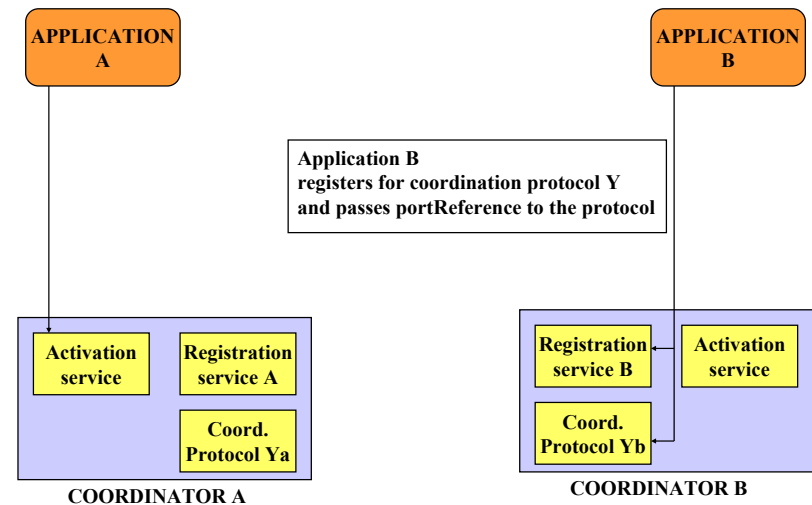 APPLICATION
A
APPLICATION
B
Application B
registers for coordination protocol Y
and passes portReference to the protocol
Activation
service
Registration
service A
Coord.
Protocol Ya
COORDINATOR A
Registration
service B
Activation
service
Coord.
Protocol Yb
COORDINATOR B